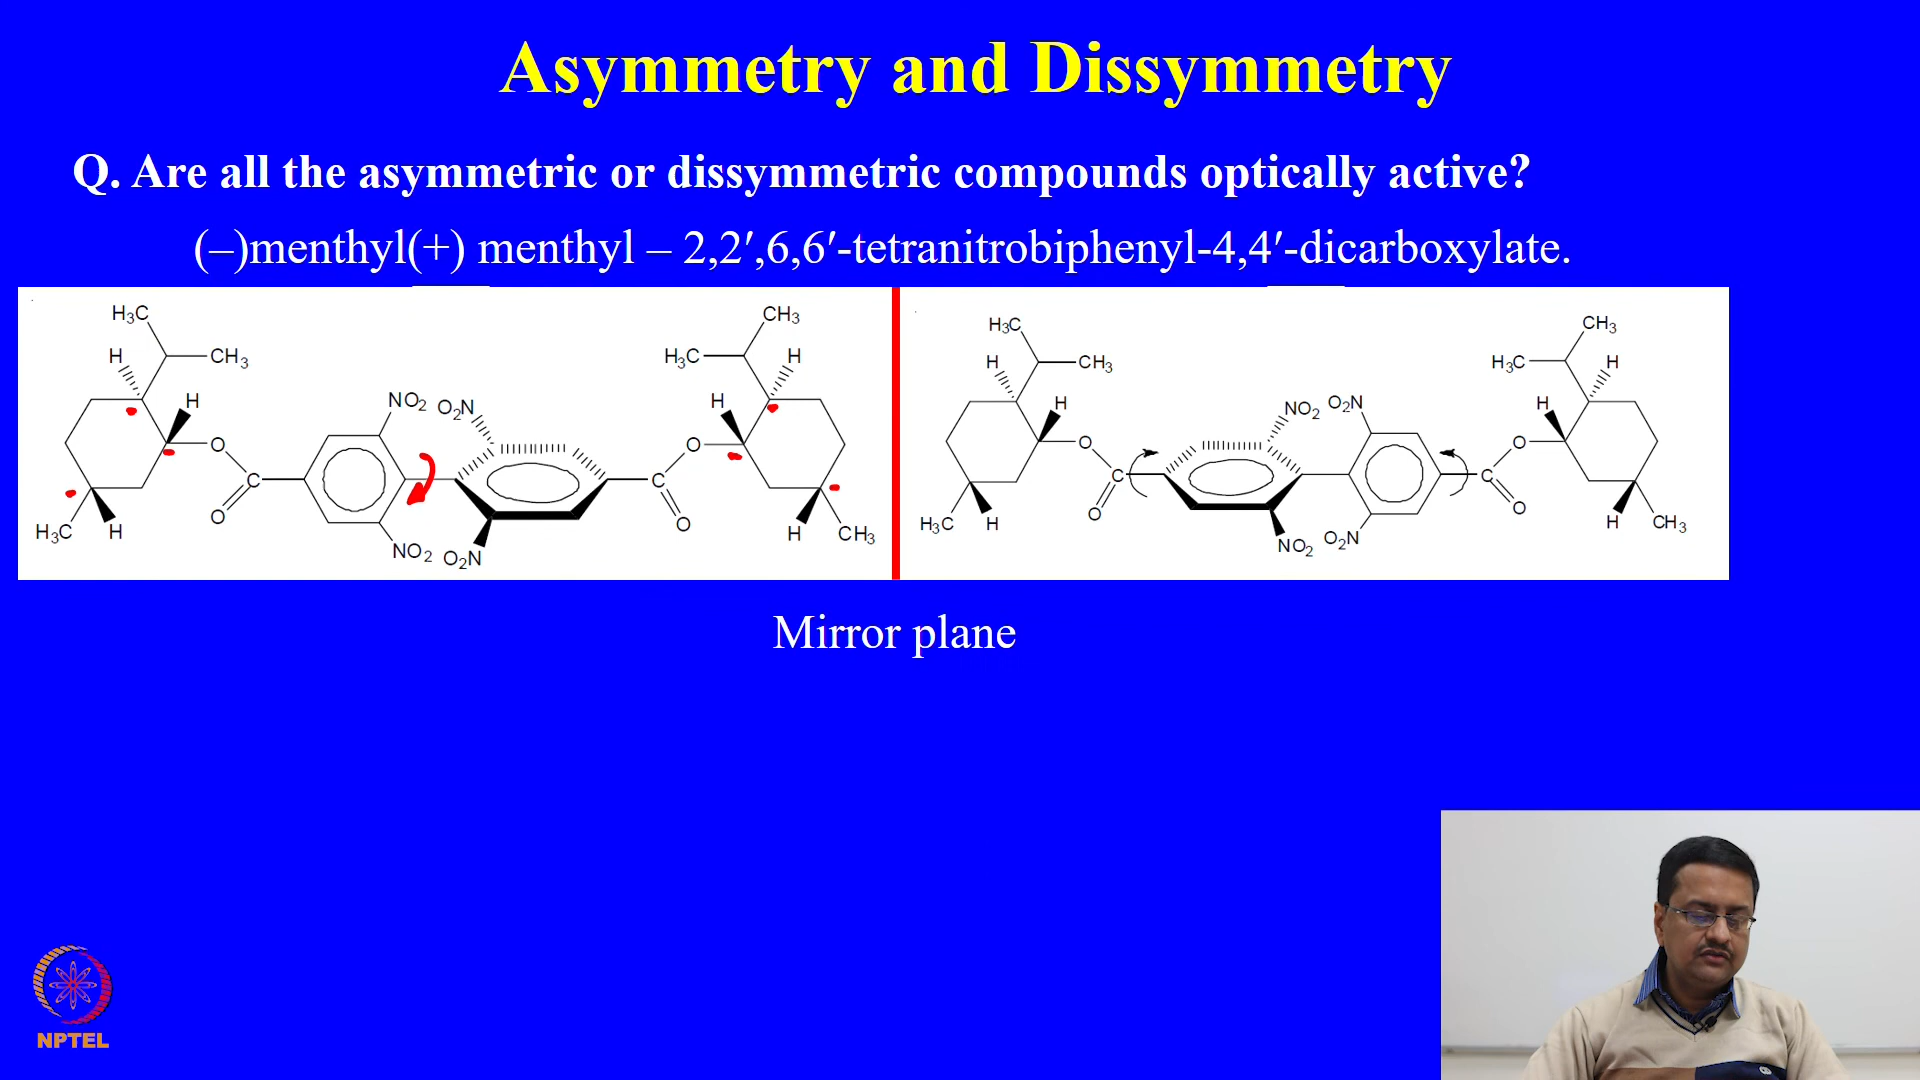 Asymmetry and Dissymmetry
Q. Are all the asymmetric or dissymmetric compounds optically active?
(–)menthyl(+) menthyl – 2,2′,6,6′-tetranitrobiphenyl-4,4′-dicarboxylate.
H3C CH3 H3C CH3
H CH3 H3C H H CH3 H3C H
H NO2 O2N H H NO2 O2N H
O O O O
C C C C
O O O O
H3C H NO2 O2N H CH3 H3C H NO2 O2N H CH3
Mirror plane
NPTEL